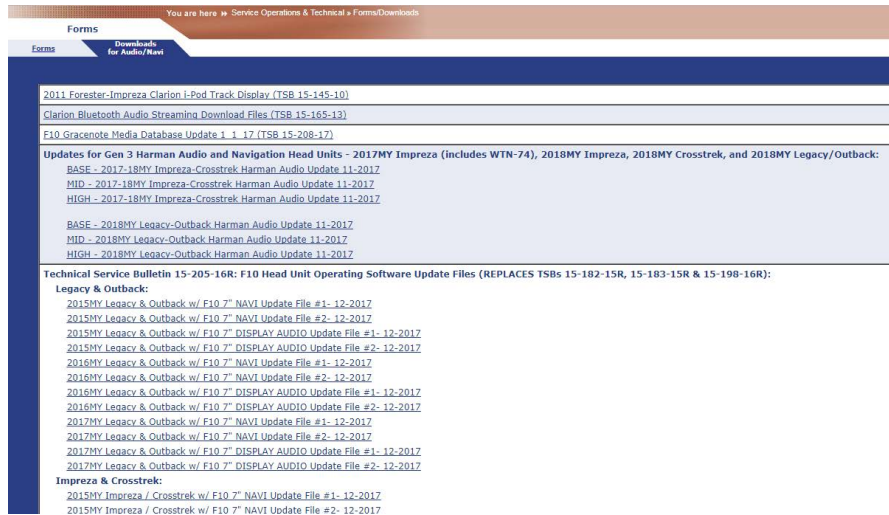 You are here » Service Operations & Technical » Forms/Downloads
Forms
Forms
Downloads
for Audio/Navi
2011 Forester-Impreza Clarion i-Pod Track Display (TSB 15-145-10)
Clarion Bluetooth Audio Streaming Download Files (TSB 15-165-13)
F10 Gracenote Media Database Update 1_1_17 (TSB 15-208-17)
Updates for Gen 3 Harman Audio and Navigation Head Units - 2017MY Impreza (includes WTN-74), 2018MY Impreza, 2018MY Crosstrek, and 2018MY Legacy/Outback:
BASE - 2017-18MY Impreza-Crosstrek Harman Audio Update 11-2017
MID - 2017-18MY Impreza-Crosstrek Harman Audio Update 11-2017
HIGH - 2017-18MY Impreza-Crosstrek Harman Audio Update 11-2017
BASE - 2018MY Legacy-Outback Harman Audio Update 11-2017
MID - 2018MY Legacy-Outback Harman Audio Update 11-2017
HIGH - 2018MY Legacy-Outback Harman Audio Update 11-2017
Technical Service Bulletin 15-205-16R: F10 Head Unit Operating Software Update Files (REPLACES TSBs 15-182-15R, 15-183-15R & 15-198-16R):
Legacy & Outback:
2015MY Legacy & Outback w/ F10 7" NAVI Update File #1- 12-2017
2015MY Legacy & Outback w/ F10 7" NAVI Update File #2- 12-2017
2015MY Legacy & Outback w/ F10 7" DISPLAY AUDIO Update File #1- 12-2017
2015MY Legacy & Outback w/ F10 7" DISPLAY AUDIO Update File #2- 12-2017
2016MY Legacy & Outback w/ F10 7" NAVI Update File #1- 12-2017
2016MY Legacy & Outback w/ F10 7" NAVI Update File #2- 12-2017
2016MY Legacy & Outback w/ F10 7" DISPLAY AUDIO Update File #1- 12-2017
2016MY Legacy & Outback w/ F10 7" DISPLAY AUDIO Update File #2- 12-2017
2017MY Legacy & Outback w/ F10 7" NAVI Update File #1- 12-2017
2017MY Legacy & Outback w/ F10 7" NAVI Update File #2- 12-2017
2017MY Legacy & Outback w/ F10 7" DISPLAY AUDIO Update File #1- 12-2017
2017MY Legacy & Outback w/ F10 7" DISPLAY AUDIO Update File #2- 12-2017
Impreza & Crosstrek:
2015MY Impreza / Crosstrek w/ F10 7" NAVI Update File #1- 12-2017
2015MY Impreza / Crosstrek w/ F10 7" NAVI Update File #2- 12-2017